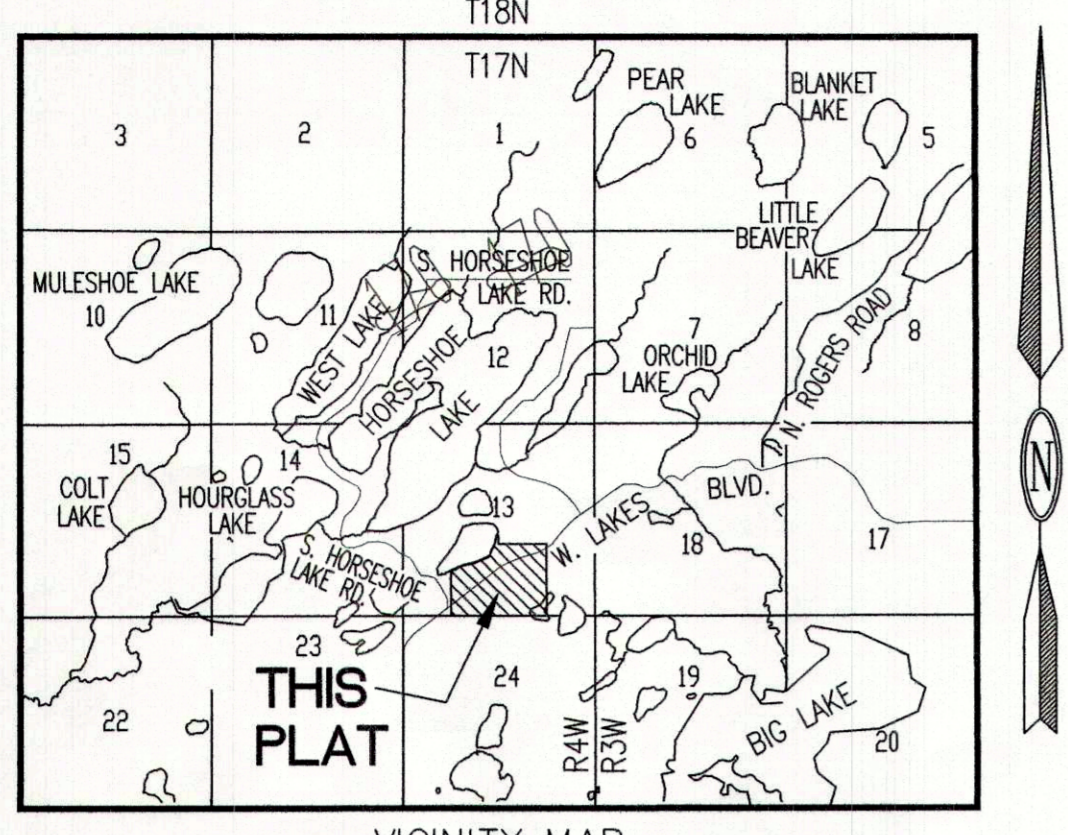 T18N
T17N
3
2
1
PEAR
LAKE
6
BLANKET
LAKE
5
LITTLE
BEAVER
LAKE
MULESHOE LAKE
10
11
WEST LAKE
S. HORSESHOE
LAKE RD.
HORSESHOE
LAKE
12
7
ORCHID
LAKE
N. ROGERS ROAD
8
15
COLT
LAKE
14
HOURGLASS
LAKE
13
S. HORSESHOE
LAKE RD.
W. LAKES
BLVD.
18
17
N
23
THIS
PLAT
24
22
R4W
R3W
19
BIG LAKE
20
VICINITY MAP